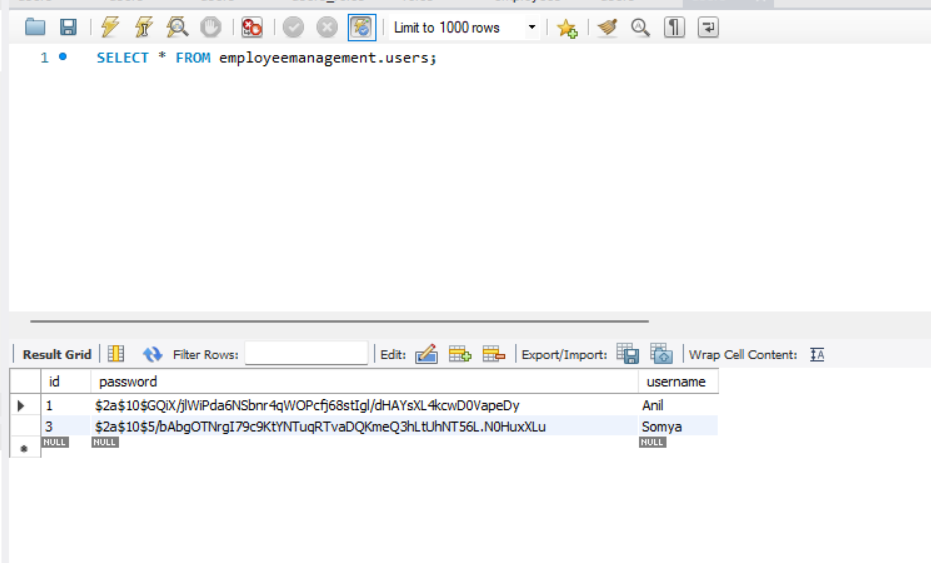 Limit to 1000 rows
1 SELECT * FROM employeemanagement.users;
Result Grid Filter Rows: Edit: Export/Import: Wrap Cell Content:
id password username
1 $2a$10$GQiX/jlWiPda6NSbnr4qWOPcfj68stIgl/dHAYsXL4kcwD0VapeDy Anil
3 $2a$10$5/bAbgOTNrgI79c9KtYNTuqRTvaDQKmeQ3hLtUhNT56L.N0HuxXLu Somya
NULL NULL NULL